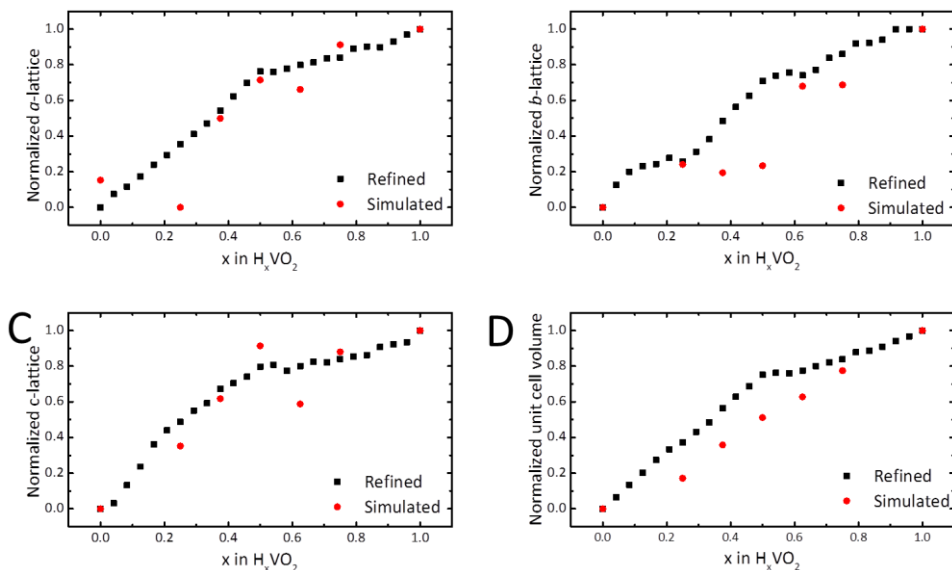 Normalized a-lattice
1.0
0.8
0.6
0.4
0.2
0.0
Refined
Simulated
0.0 0.2 0.4 0.6 0.8 1.0
x in HₓVO₂
Normalized b-lattice
1.0
0.8
0.6
0.4
0.2
0.0
Refined
Simulated
0.0 0.2 0.4 0.6 0.8 1.0
x in HₓVO₂
C
Normalized c-lattice
1.0
0.8
0.6
0.4
0.2
0.0
Refined
Simulated
0.0 0.2 0.4 0.6 0.8 1.0
x in HₓVO₂
D
Normalized unit cell volume
1.0
0.8
0.6
0.4
0.2
0.0
Refined
Simulated
0.0 0.2 0.4 0.6 0.8 1.0
x in HₓVO₂